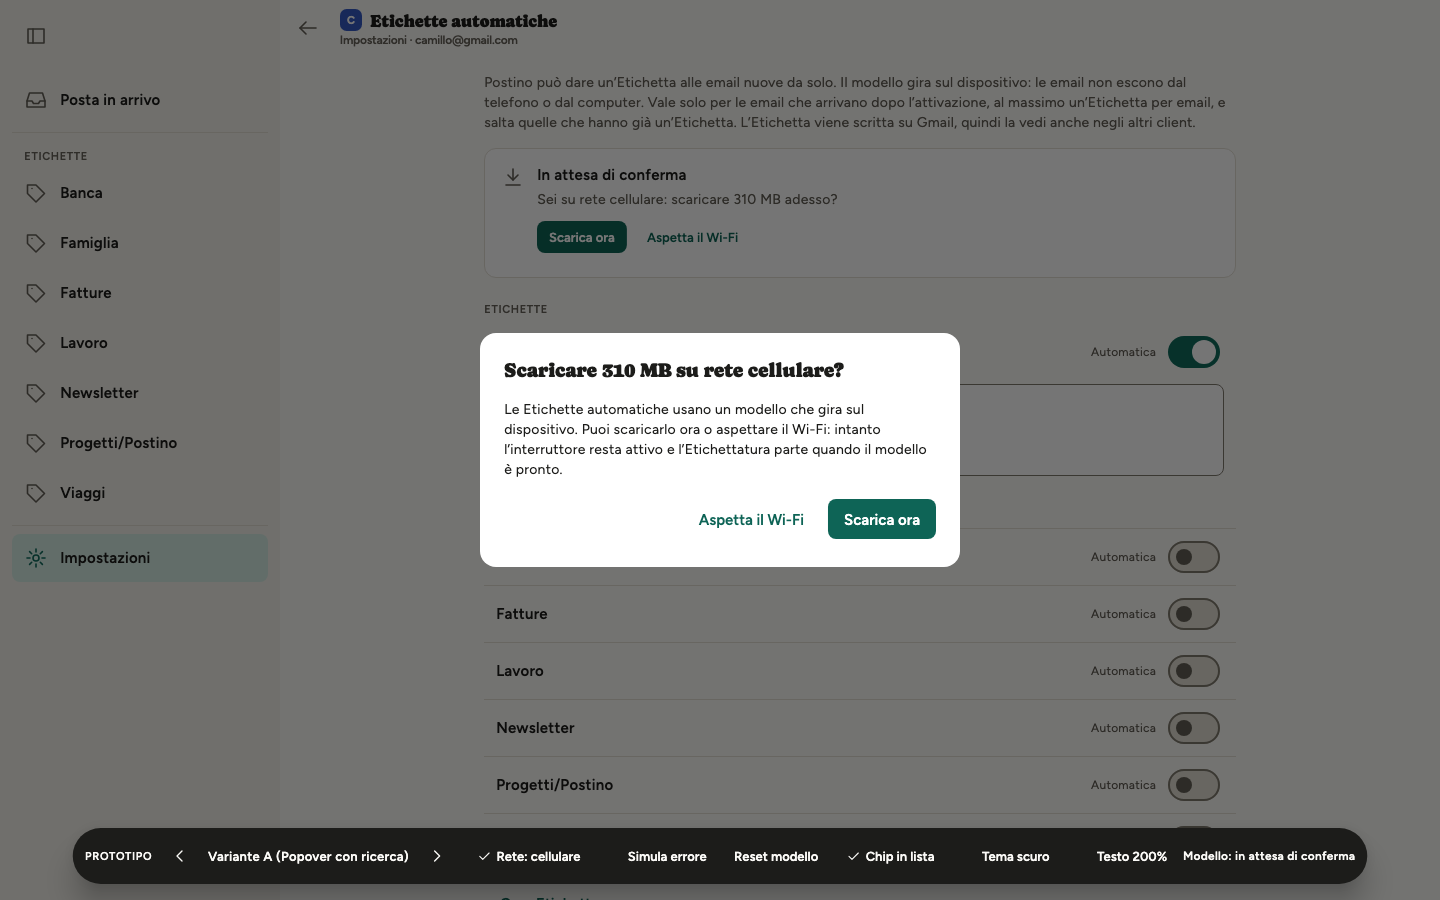 C Etichette automatiche
Impostazioni · camillo@gmail.com
Posta in arrivo
ETICHETTE
Banca
Famiglia
Fatture
Lavoro
Newsletter
Progetti/Postino
Viaggi
Impostazioni
Postino può dare un’Etichetta alle email nuove da solo. Il modello gira sul dispositivo: le email non escono dal
telefono o dal computer. Vale solo per le email che arrivano dopo l’attivazione, al massimo un’Etichetta per email, e
salta quelle che hanno già un’Etichetta. L’Etichetta viene scritta su Gmail, quindi la vedi anche negli altri client.
In attesa di conferma
Sei su rete cellulare: scaricare 310 MB adesso?
Scarica ora Aspetta il Wi-Fi
ETICHETTE
Automatica
Scaricare 310 MB su rete cellulare?
Le Etichette automatiche usano un modello che gira sul
dispositivo. Puoi scaricarlo ora o aspettare il Wi-Fi: intanto
l’interruttore resta attivo e l’Etichettatura parte quando il modello
è pronto.
Aspetta il Wi-Fi Scarica ora
Automatica
Fatture Automatica
Lavoro Automatica
Newsletter Automatica
Progetti/Postino Automatica
PROTOTIPO Variante A (Popover con ricerca) Rete: cellulare Simula errore Reset modello Chip in lista Tema scuro Testo 200% Modello: in attesa di conferma